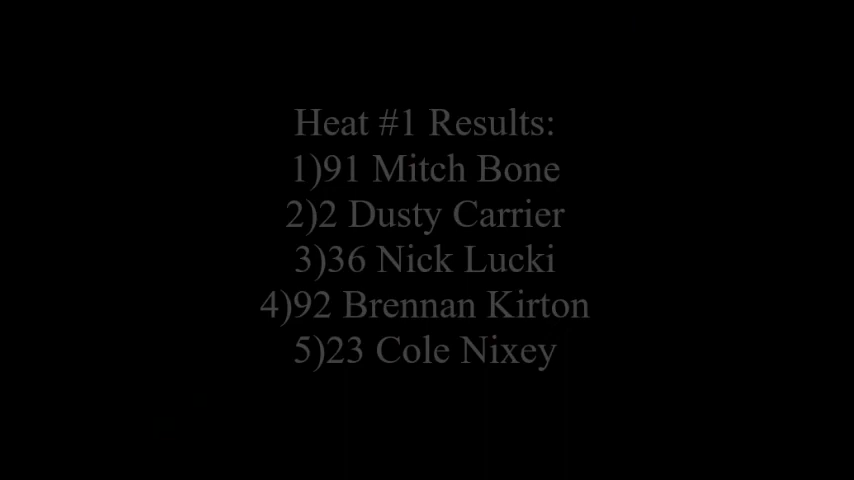 Heat #1 Results:
1)91 Mitch Bone
2)2 Dusty Carrier
3)36 Nick Lucki
4)92 Brennan Kirton
5)23 Cole Nixey